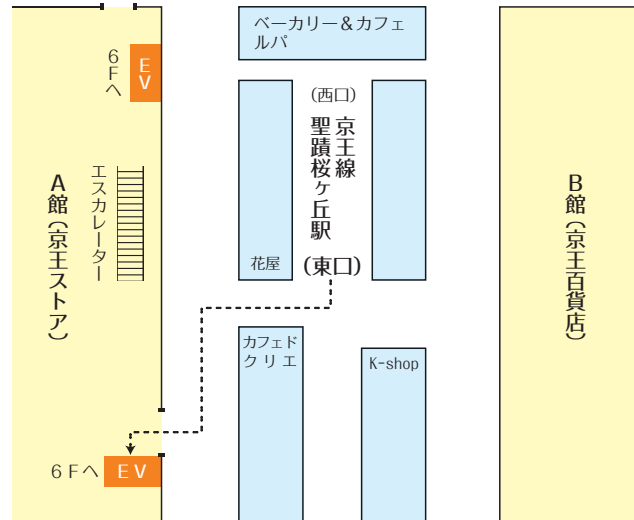 ベーカリー＆カフェ
ルパ
６Fへ
EV
（西口）
京王線
聖蹟桜ヶ丘駅
（東口）
エスカレーター
A館（京王ストア）
B館（京王百貨店）
花屋
カフェド
クリエ
K-shop
６Fへ
EV